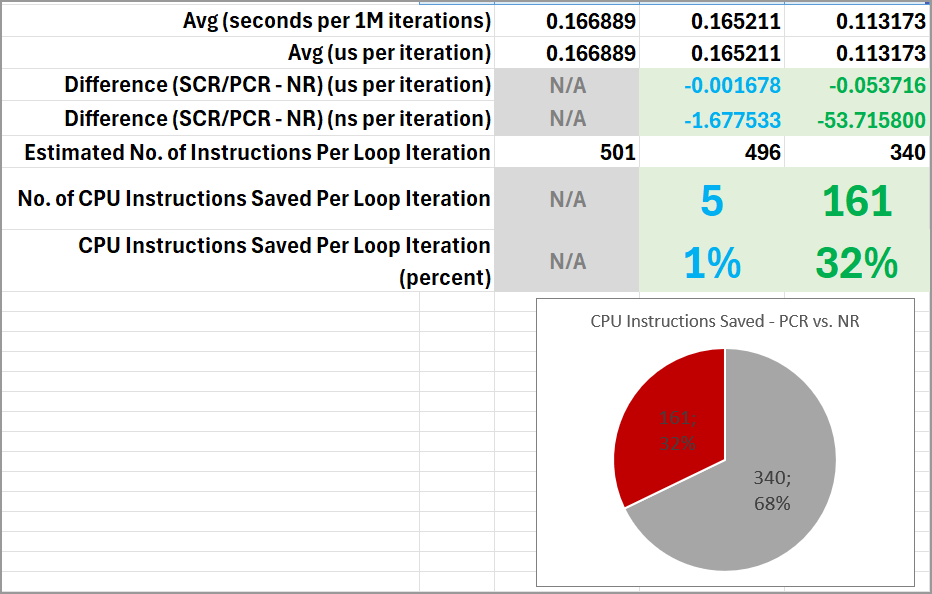 Avg (seconds per 1M iterations) 0.166889 0.165211 0.113173
Avg (us per iteration) 0.166889 0.165211 0.113173
Difference (SCR/PCR - NR) (us per iteration) N/A -0.001678 -0.053716
Difference (SCR/PCR - NR) (ns per iteration) N/A -1.677533 -53.715800
Estimated No. of Instructions Per Loop Iteration 501 496 340
No. of CPU Instructions Saved Per Loop Iteration N/A 5 161
CPU Instructions Saved Per Loop Iteration
(percent) N/A 1% 32%
CPU Instructions Saved - PCR vs. NR
161;
32%
340;
68%